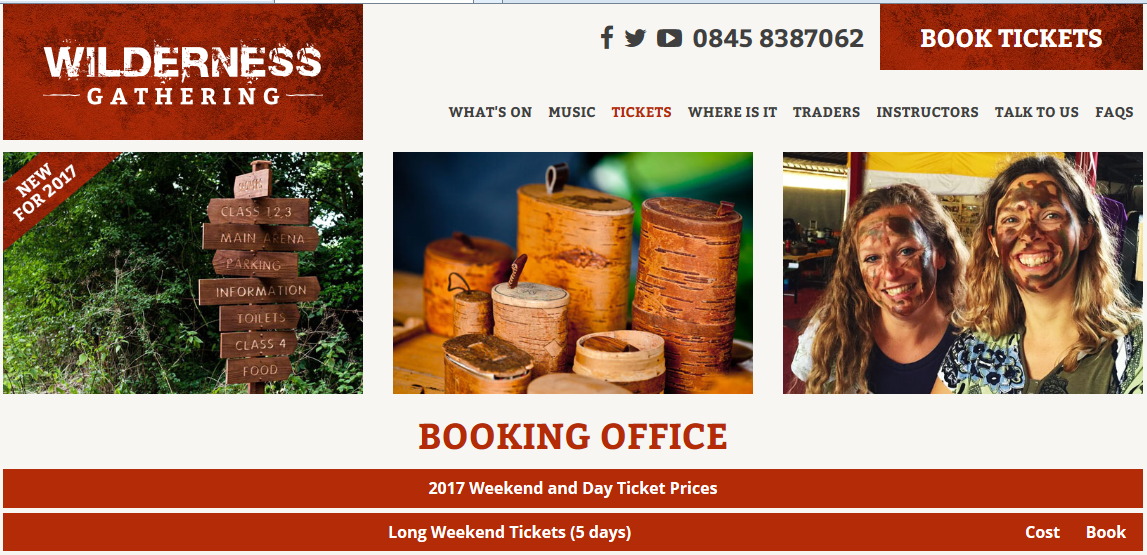 WILDERNESS
GATHERING
0845 8387062
BOOK TICKETS
WHAT'S ON MUSIC TICKETS WHERE IS IT TRADERS INSTRUCTORS TALK TO US FAQS
NEW
FOR 2017
CLASS 1,2,3
MAIN ARENA
PARKING
INFORMATION
TOILETS
CLASS 4
FOOD
BOOKING OFFICE
2017 Weekend and Day Ticket Prices
Long Weekend Tickets (5 days) Cost Book